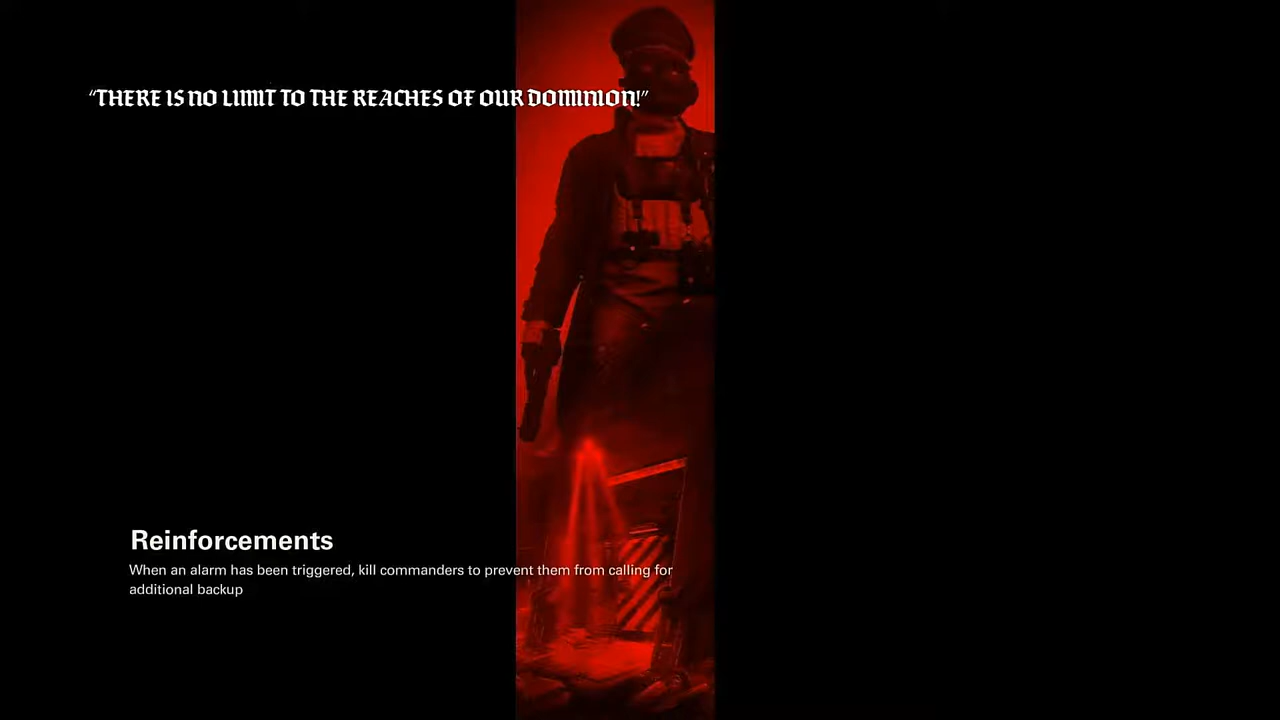 “THERE IS NO LIMIT TO THE REACHES OF OUR DOMINION!”
Reinforcements
When an alarm has been triggered, kill commanders to prevent them from calling for
additional backup